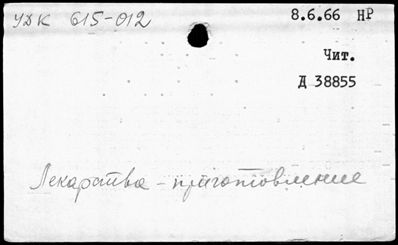 УДК 615-012
8.6.66 НР
Чит.
Д 38855
Лекарства - приготовление